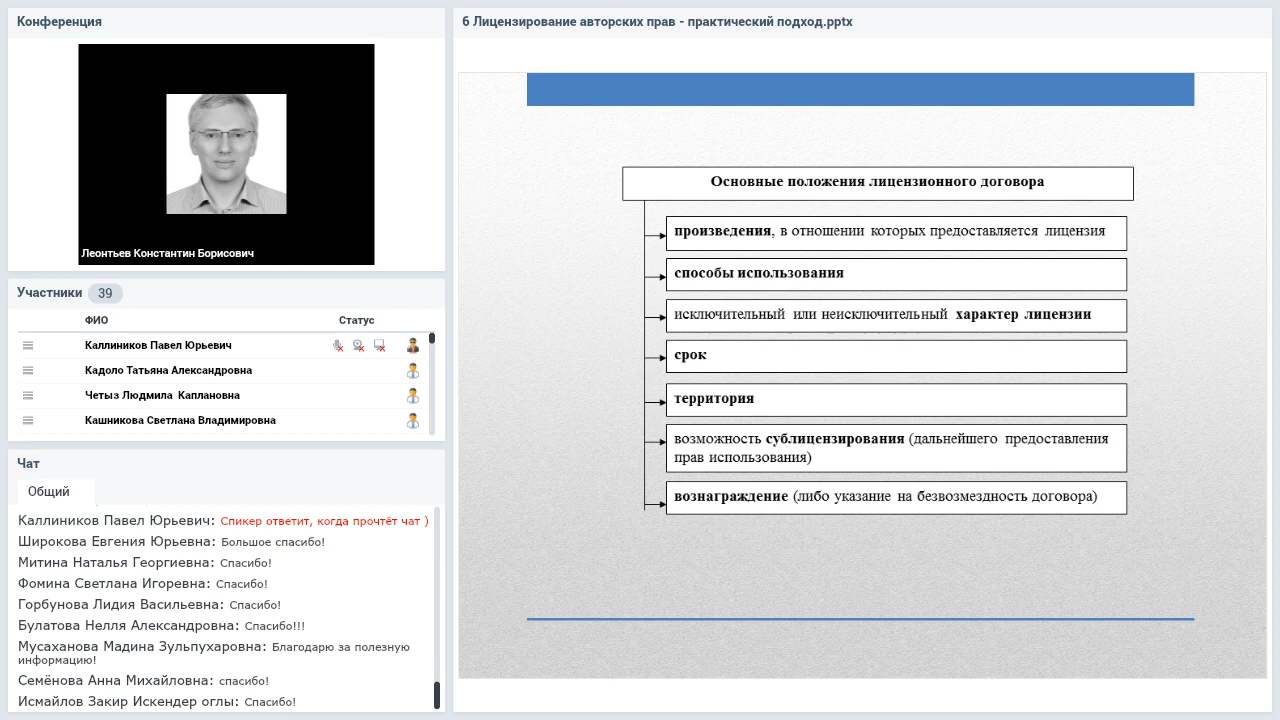 Конференция
Леонтьев Константин Борисович
Участники 39
ФИО Статус
Каллиников Павел Юрьевич
Кадоло Татьяна Александровна
Четыз Людмила Каплановна
Кашникова Светлана Владимировна
Чат
Общий
Каллиников Павел Юрьевич: Спикер ответит, когда прочтёт чат )
Широкова Евгения Юрьевна: Большое спасибо!
Митина Наталья Георгиевна: Спасибо!
Фомина Светлана Игоревна: Спасибо!
Горбунова Лидия Васильевна: Спасибо!
Булатова Нелля Александровна: Спасибо!!!
Мусаханова Мадина Зульпухаровна: Благодарю за полезную
информацию!
Семёнова Анна Михайловна: спасибо!
Исмайлов Закир Искендер оглы: Спасибо!
6 Лицензирование авторских прав - практический подход.pptx
Основные положения лицензионного договора
произведения, в отношении которых предоставляется лицензия
способы использования
исключительный или неисключительный характер лицензии
срок
территория
возможность сублицензирования (дальнейшего предоставления
прав использования)
вознаграждение (либо указание на безвозмездность договора)